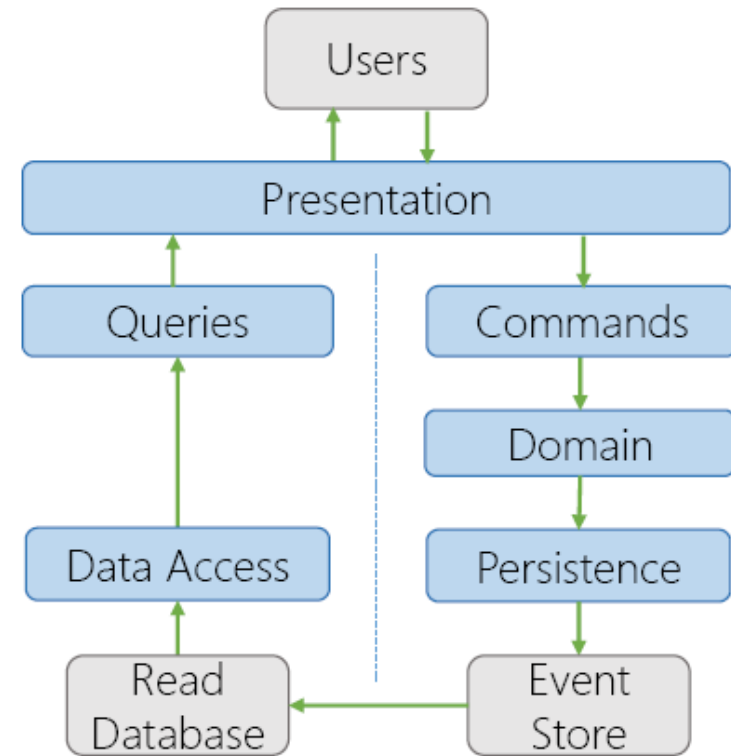 Users
Presentation
Queries
Commands
Domain
Data Access
Persistence
Read
Database
Event
Store